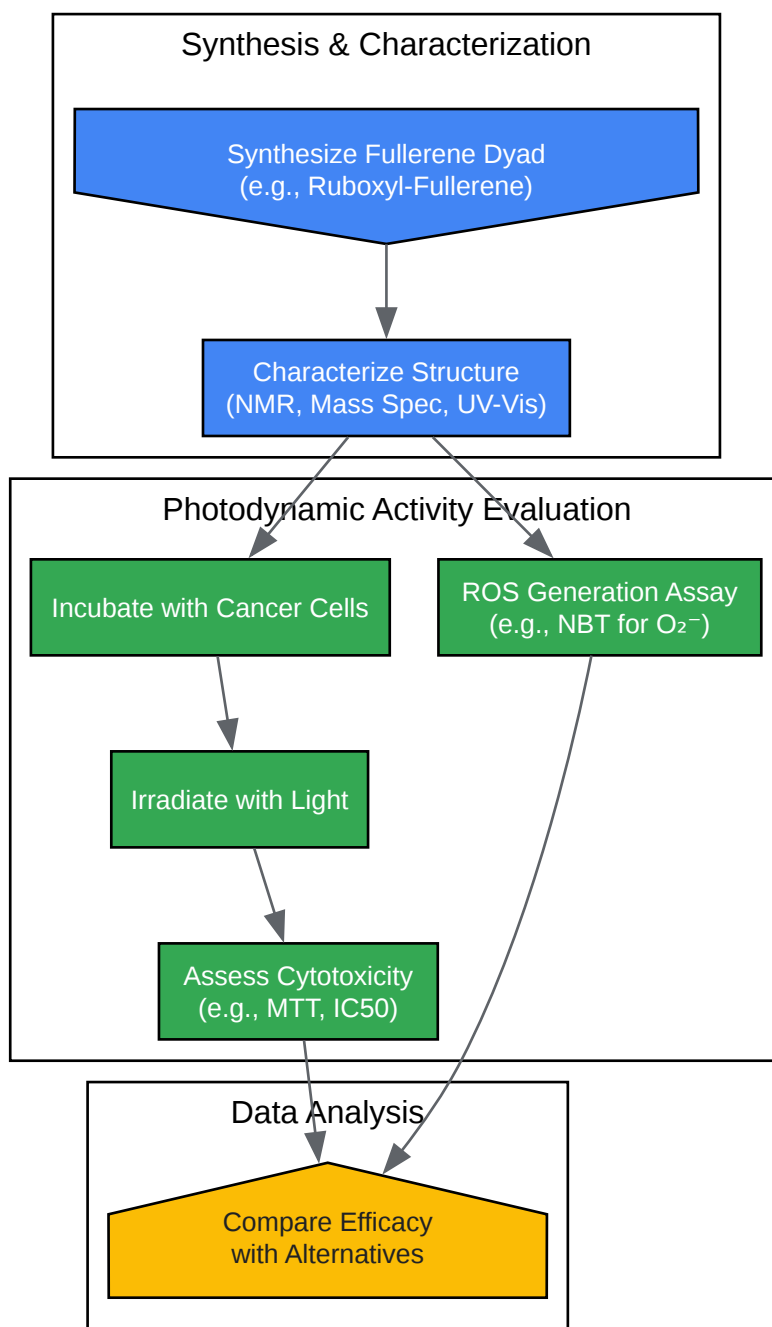 Synthesis & Characterization
Synthesize Fullerene Dyad
(e.g., Ruboxyl-Fullerene)
Characterize Structure
(NMR, Mass Spec, UV-Vis)
Photodynamic Activity Evaluation
Incubate with Cancer Cells
ROS Generation Assay
(e.g., NBT for O₂⁻)
Irradiate with Light
Assess Cytotoxicity
(e.g., MTT, IC50)
Data Analysis
Compare Efficacy
with Alternatives